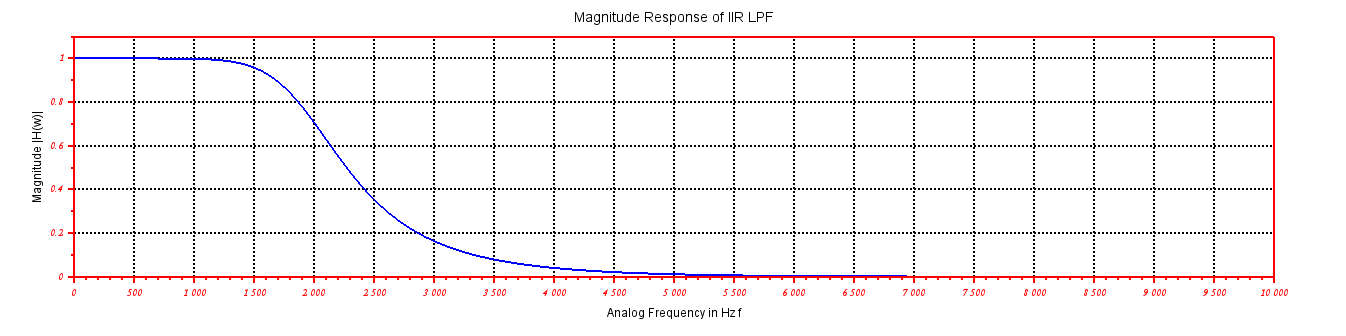 Magnitude Response of IIR LPF
Magnitude |H(w)|
1
0.8
0.6
0.4
0.2
0
0 500 1 000 1 500 2 000 2 500 3 000 3 500 4 000 4 500 5 000 5 500 6 000 6 500 7 000 7 500 8 000 8 500 9 000 9 500 10 000
Analog Frequency in Hz f